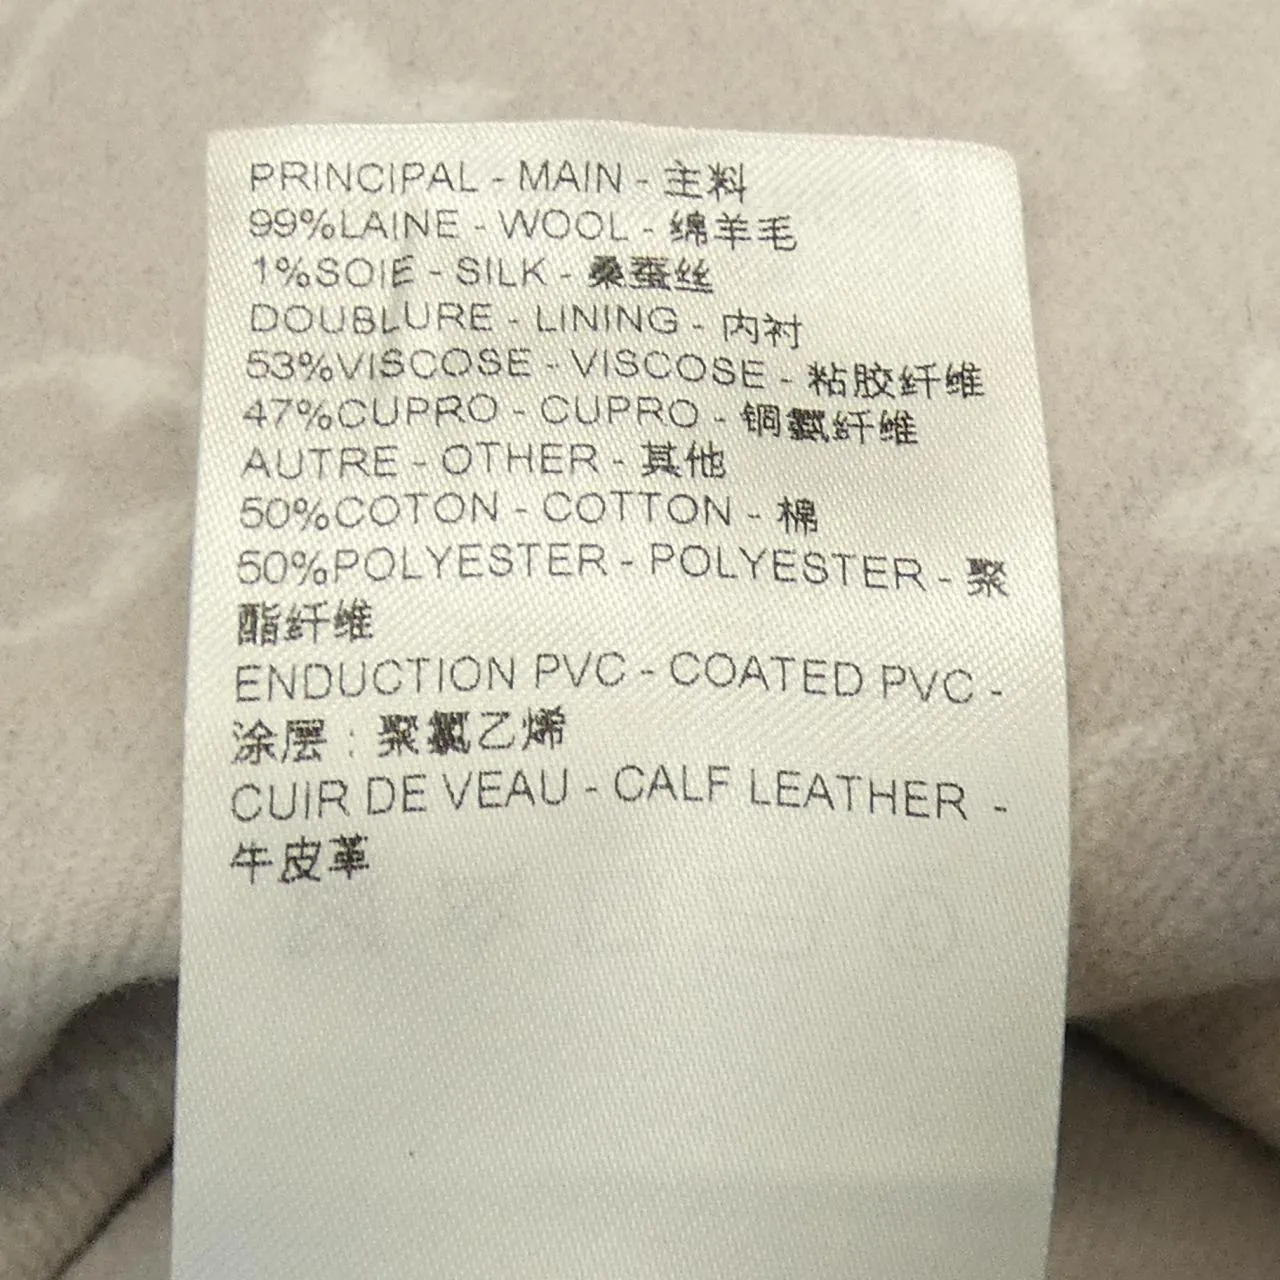 PRINCIPAL - MAIN - 主料
99%LAINE - WOOL - 绵羊毛
1%SOIE - SILK - 桑蚕丝
DOUBLURE - LINING - 内衬
53%VISCOSE - VISCOSE - 粘胶纤维
47%CUPRO - CUPRO - 铜氨纤维
AUTRE - OTHER - 其他
50%COTON - COTTON - 棉
50%POLYESTER - POLYESTER - 聚
酯纤维
ENDUCTION PVC - COATED PVC -
涂层 : 聚氯乙烯
CUIR DE VEAU - CALF LEATHER -
牛皮革